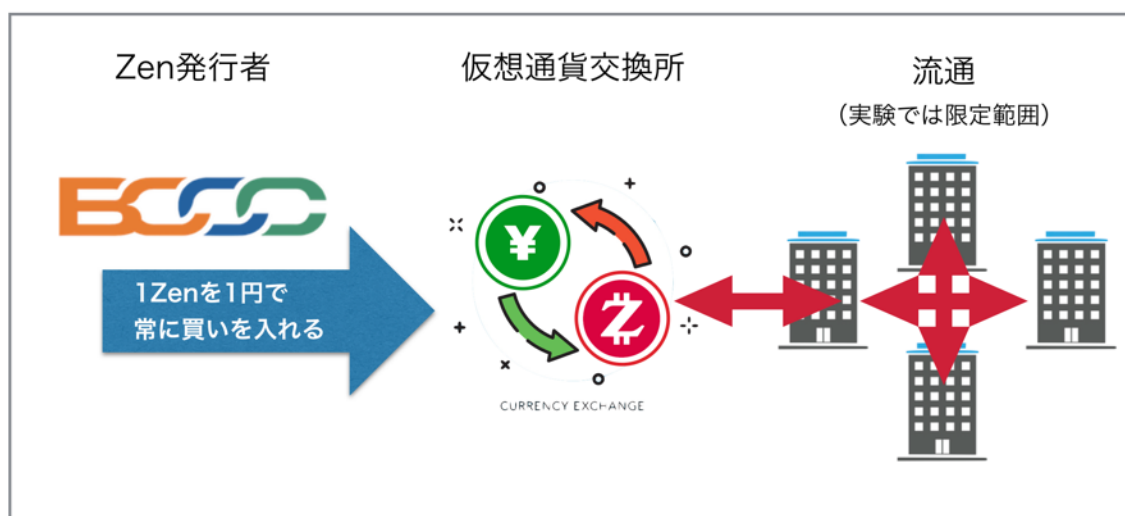 Zen発行者
仮想通貨交換所
流通
（実験では限定範囲）
BCCC
1Zenを1円で
常に買いを入れる
¥
Z
CURRENCY EXCHANGE